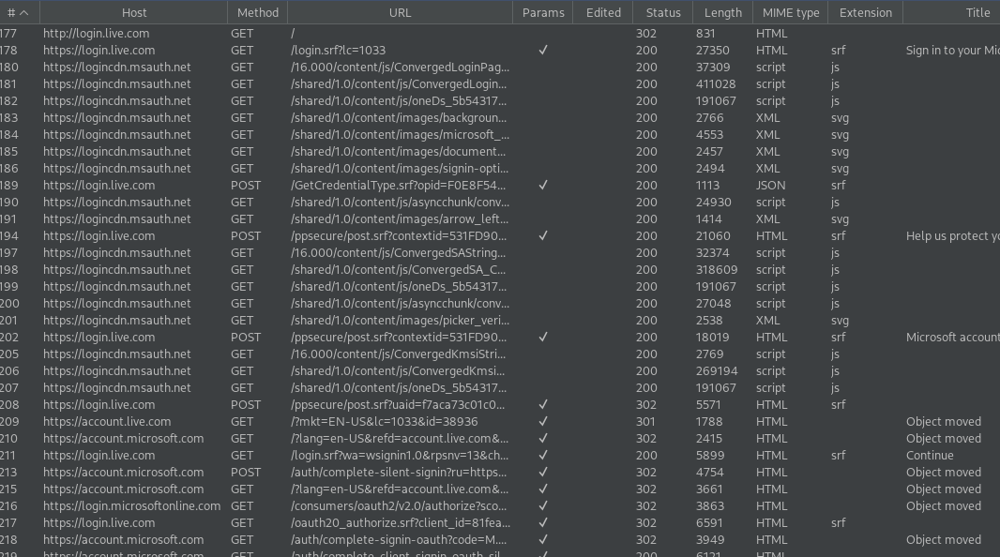 # Host Method URL Params Edited Status Length MIME type Extension Title
177 http://login.live.com GET / 302 831 HTML
178 https://login.live.com GET /login.srf?lc=1033 ✓ 200 27350 HTML srf Sign in to your Mic
180 https://logincdn.msauth.net GET /16.000/content/js/ConvergedLoginPag... 200 37309 script js
181 https://logincdn.msauth.net GET /shared/1.0/content/js/ConvergedLogin... 200 411028 script js
182 https://logincdn.msauth.net GET /shared/1.0/content/js/oneDs_5b54317... 200 191067 script js
183 https://logincdn.msauth.net GET /shared/1.0/content/images/backgroun... 200 2766 XML svg
184 https://logincdn.msauth.net GET /shared/1.0/content/images/microsoft_... 200 4553 XML svg
185 https://logincdn.msauth.net GET /shared/1.0/content/images/document... 200 2457 XML svg
186 https://logincdn.msauth.net GET /shared/1.0/content/images/signin-opti... 200 2494 XML svg
189 https://login.live.com POST /GetCredentialType.srf?opid=F0E8F54... ✓ 200 1113 JSON srf
190 https://logincdn.msauth.net GET /shared/1.0/content/js/asyncchunk/conv... 200 24930 script js
191 https://logincdn.msauth.net GET /shared/1.0/content/images/arrow_left... 200 1414 XML svg
194 https://login.live.com POST /ppsecure/post.srf?contextid=531FD90... ✓ 200 21060 HTML srf Help us protect yo
197 https://logincdn.msauth.net GET /16.000/content/js/ConvergedSAString... 200 32374 script js
198 https://logincdn.msauth.net GET /shared/1.0/content/js/ConvergedSA_C... 200 318609 script js
199 https://logincdn.msauth.net GET /shared/1.0/content/js/oneDs_5b54317... 200 191067 script js
200 https://logincdn.msauth.net GET /shared/1.0/content/js/asyncchunk/conv... 200 27048 script js
201 https://logincdn.msauth.net GET /shared/1.0/content/images/picker_veri... 200 2538 XML svg
202 https://login.live.com POST /ppsecure/post.srf?contextid=531FD90... ✓ 200 18019 HTML srf Microsoft account
205 https://logincdn.msauth.net GET /16.000/content/js/ConvergedKmsiStri... 200 2769 script js
206 https://logincdn.msauth.net GET /shared/1.0/content/js/ConvergedKmsi... 200 269194 script js
207 https://logincdn.msauth.net GET /shared/1.0/content/js/oneDs_5b54317... 200 191067 script js
208 https://login.live.com POST /ppsecure/post.srf?uaid=f7aca73c01c0... ✓ 302 5571 HTML srf
209 https://account.live.com GET /?mkt=EN-US&lc=1033&id=38936 ✓ 301 1788 HTML Object moved
210 https://account.microsoft.com GET /?lang=en-US&refd=account.live.com&... ✓ 302 2415 HTML Object moved
211 https://login.live.com GET /login.srf?wa=wsignin1.0&rpsnv=13&ch... ✓ 200 5899 HTML srf Continue
213 https://account.microsoft.com POST /auth/complete-silent-signin?ru=https... ✓ 302 4754 HTML Object moved
215 https://account.microsoft.com GET /?lang=en-US&refd=account.live.com&... ✓ 302 3661 HTML Object moved
216 https://login.microsoftonline.com GET /consumers/oauth2/v2.0/authorize?sco... ✓ 302 3863 HTML Object moved
217 https://login.live.com GET /oauth20_authorize.srf?client_id=81fea... ✓ 302 6591 HTML srf
218 https://account.microsoft.com GET /auth/complete-signin-oauth?code=M.... ✓ 302 3949 HTML Object moved
219 https://account.microsoft.com GET /auth/complete-client-signin-oauth-sil... ✓ 200 6121 HTML